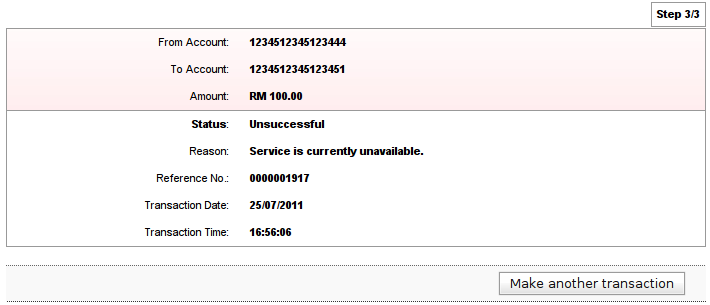 Step 3/3
From Account: 1234512345123444
To Account: 1234512345123451
Amount: RM 100.00
Status: Unsuccessful
Reason: Service is currently unavailable.
Reference No.: 0000001917
Transaction Date: 25/07/2011
Transaction Time: 16:56:06
Make another transaction